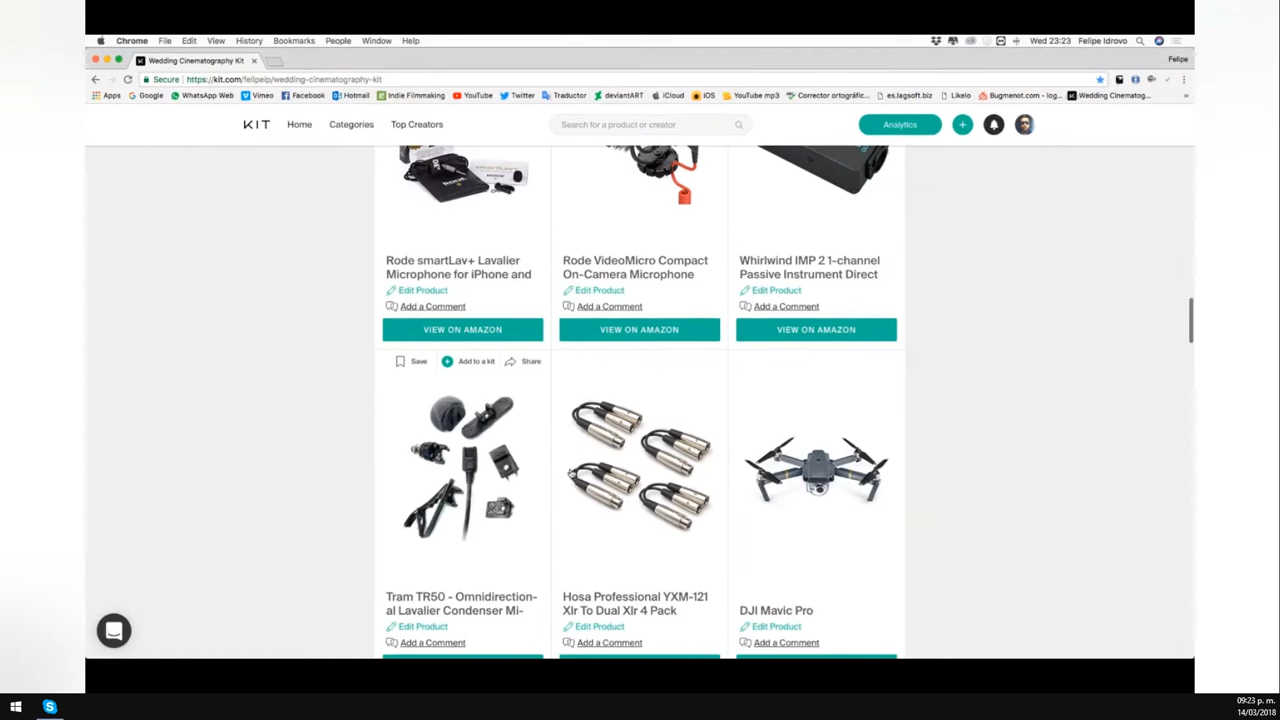 Chrome File Edit View History Bookmarks People Window Help Wed 23:23 Felipe Idrovo
Wedding Cinematography Kit Felipe
Secure https://kit.com/felipeip/wedding-cinematography-kit
Apps Google WhatsApp Web Vimeo Facebook Hotmail Indie Filmmaking YouTube Twitter Traductor deviantART iCloud iOS YouTube mp3 Corrector ortográfic... es.lagsoft.biz Likelo Bugmenot.com - log... Wedding Cinematog...
KIT Home Categories Top Creators Search for a product or creator Analytics
Rode smartLav+ Lavalier Rode VideoMicro Compact Whirlwind IMP 2 1-channel
Microphone for iPhone and On-Camera Microphone Passive Instrument Direct
Edit Product Edit Product Edit Product
Add a Comment Add a Comment Add a Comment
VIEW ON AMAZON VIEW ON AMAZON VIEW ON AMAZON
Save Add to a kit Share
Tram TR50 - Omnidirection- Hosa Professional YXM-121
al Lavalier Condenser Mi- Xlr To Dual Xlr 4 Pack DJI Mavic Pro
Edit Product Edit Product Edit Product
Add a Comment Add a Comment Add a Comment
09:23 p. m.
14/03/2018